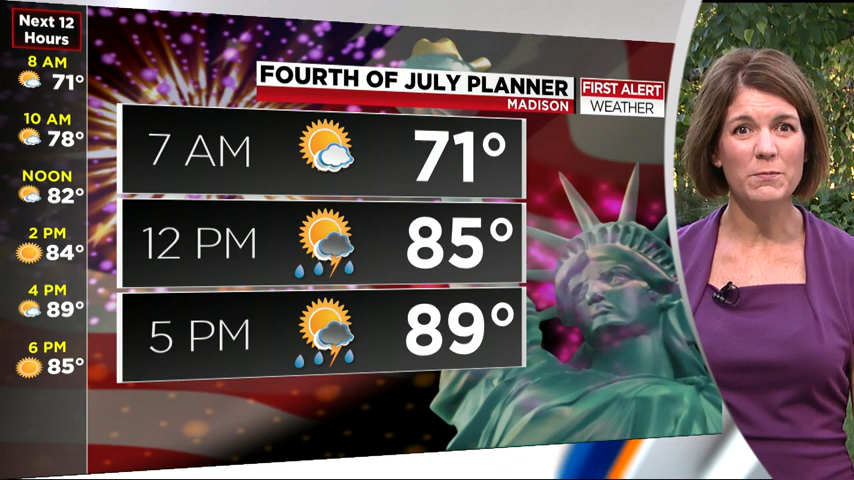 Next 12
Hours
8 AM
71°
10 AM
78°
NOON
82°
2 PM
84°
4 PM
89°
6 PM
85°
FOURTH OF JULY PLANNER
MADISON
FIRST ALERT
WEATHER
7 AM 71°
12 PM 85°
5 PM 89°